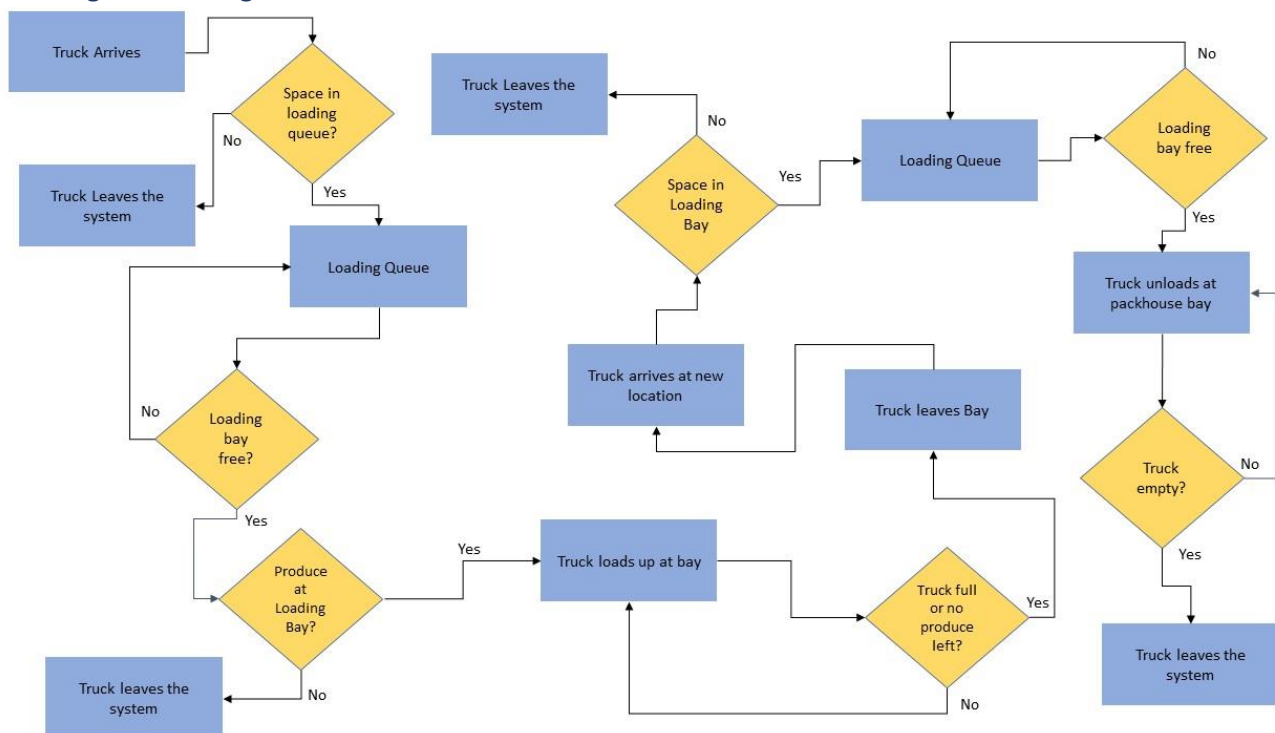 Truck Arrives
Space in
loading
queue?
No
Truck Leaves the
system
Yes
Loading Queue
Loading
bay
free?
No
Yes
Produce
at
Loading
Bay?
No
Truck leaves the
system
Yes
Truck loads up at bay
Truck full
or no
produce
left?
No
Yes
Truck leaves Bay
Truck arrives at new
location
Space in
Loading
Bay
No
Truck Leaves the
system
Yes
Loading Queue
Loading
bay free
No
Yes
Truck unloads at
packhouse bay
Truck
empty?
No
Yes
Truck leaves the
system